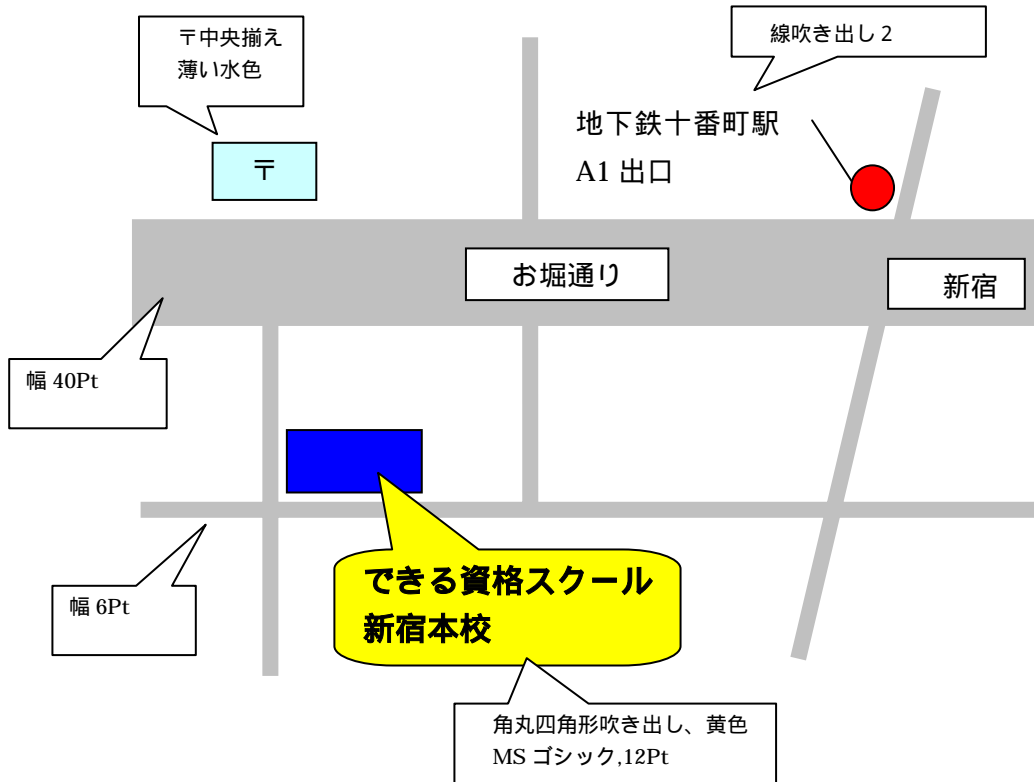 〒中央揃え
薄い水色
線吹き出し 2
地下鉄十番町駅
A1 出口
〒
お堀通り
新宿
幅 40Pt
幅 6Pt
できる資格スクール
新宿本校
角丸四角形吹き出し、黄色
MS ゴシック,12Pt